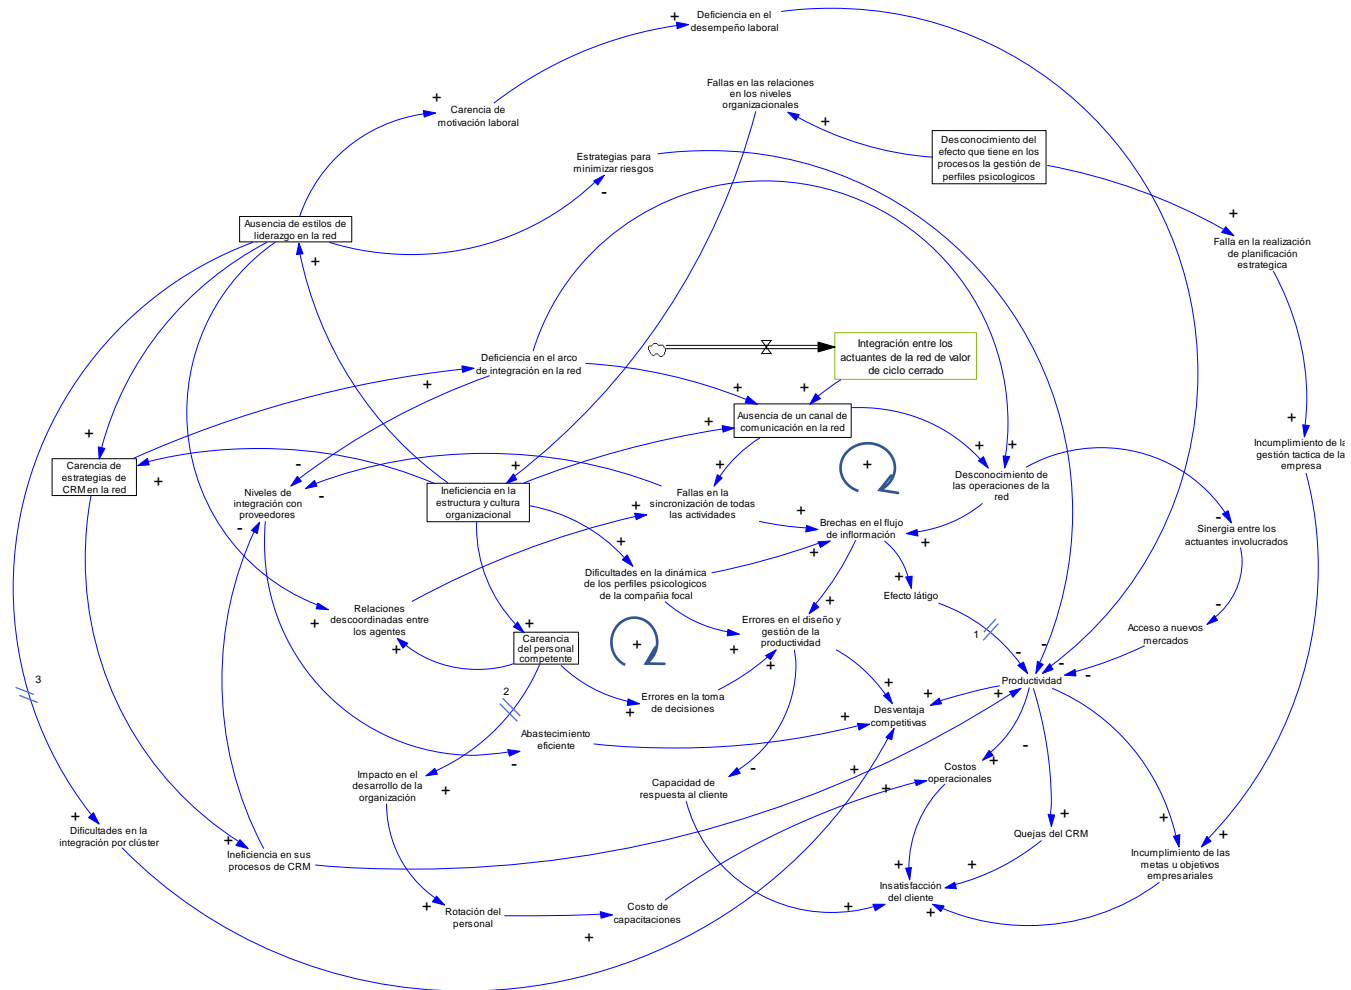 Deficiencia en el
desempeño laboral
Fallas en las relaciones
en los niveles
organizacionales
Carencia de
motivación laboral
Desconocimiento del
efecto que tiene en los
procesos la gestión de
perfiles psicologicos
Estrategias para
minimizar riesgos
Ausencia de estilos de
liderazgo en la red
Falla en la realización
de planificación
estrategica
Integración entre los
actuantes de la red de valor
de ciclo cerrado
Deficiencia en el arco
de integración en la red
Ausencia de un canal de
comunicación en la red
Incumplimiento de la
gestión tactica de la
empresa
Carencia de
estrategias de
CRM en la red
Niveles de
integración con
proveedores
Ineficiencia en la
estructura y cultura
organizacional
Fallas en la
sincronización de todas
las actividades
Desconocimiento de
las operaciones de la
red
Brechas en el flujo
de inflormación
Sinergia entre los
actuantes involucrados
Dificultades en la dinámica
de los perfiles psicologicos
de la compañia focal
Efecto látigo
Relaciones
descoordinadas entre
los agentes
Careancia
del personal
competente
Errores en el diseño y
gestión de la
productividad
Acceso a nuevos
mercados
1
3
2
Productividad
Errores en la toma
de decisiones
Desventaja
competitivas
Abastecimiento
eficiente
Impacto en el
desarrollo de la
organización
Capacidad de
respuesta al cliente
Costos
operacionales
Dificultades en la
integración por clúster
Ineficiencia en sus
procesos de CRM
Quejas del CRM
Incumplimiento de las
metas u objetivos
empresariales
Insatisfacción
del cliente
Rotación del
personal
Costo de
capacitaciones